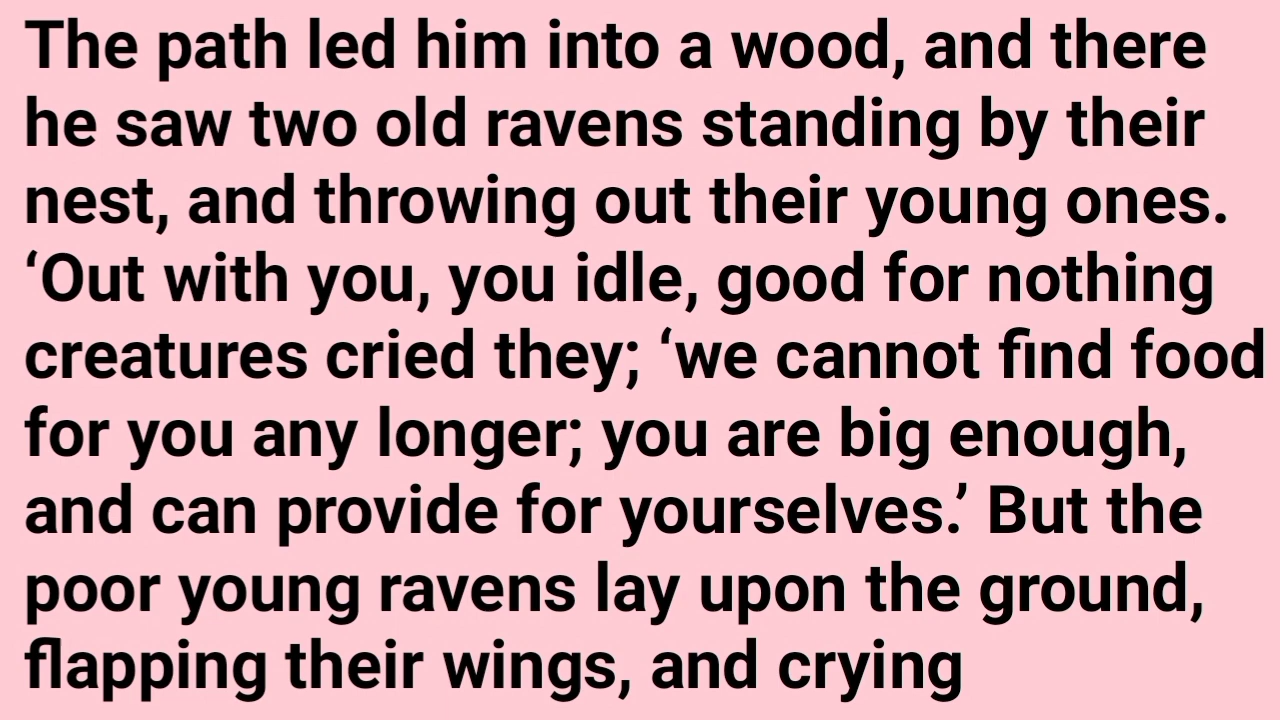 The path led him into a wood, and there
he saw two old ravens standing by their
nest, and throwing out their young ones.
‘Out with you, you idle, good for nothing
creatures cried they; ‘we cannot find food
for you any longer; you are big enough,
and can provide for yourselves.’ But the
poor young ravens lay upon the ground,
flapping their wings, and crying